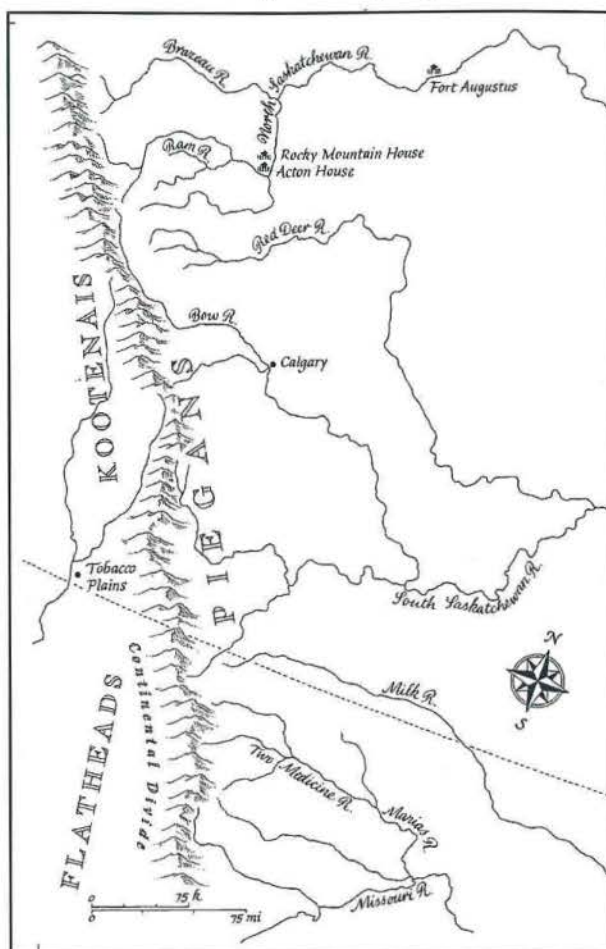 Brazeau R.
North Saskatchewan R.
Fort Augustus
Ram R.
Rocky Mountain House
Acton House
Red Deer R.
KOOTENAIS
Bow R.
Calgary
PIEGANS
Tobacco
Plains
South Saskatchewan R.
N
S
Continental Divide
Milk R.
FLATHEADS
Two Medicine R.
Marias
R.
Missouri R.
0 75 k
0 75 mi